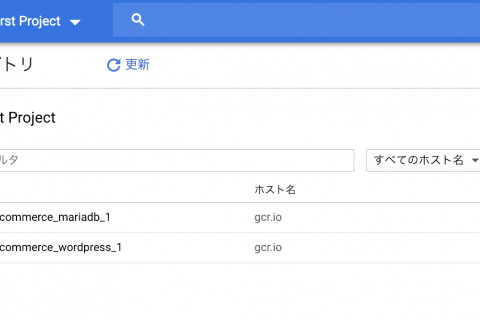 rst Project
トリ
更新
t Project
ルタ
すべてのホスト名
ホスト名
commerce_mariadb_1
gcr.io
commerce_wordpress_1
gcr.io